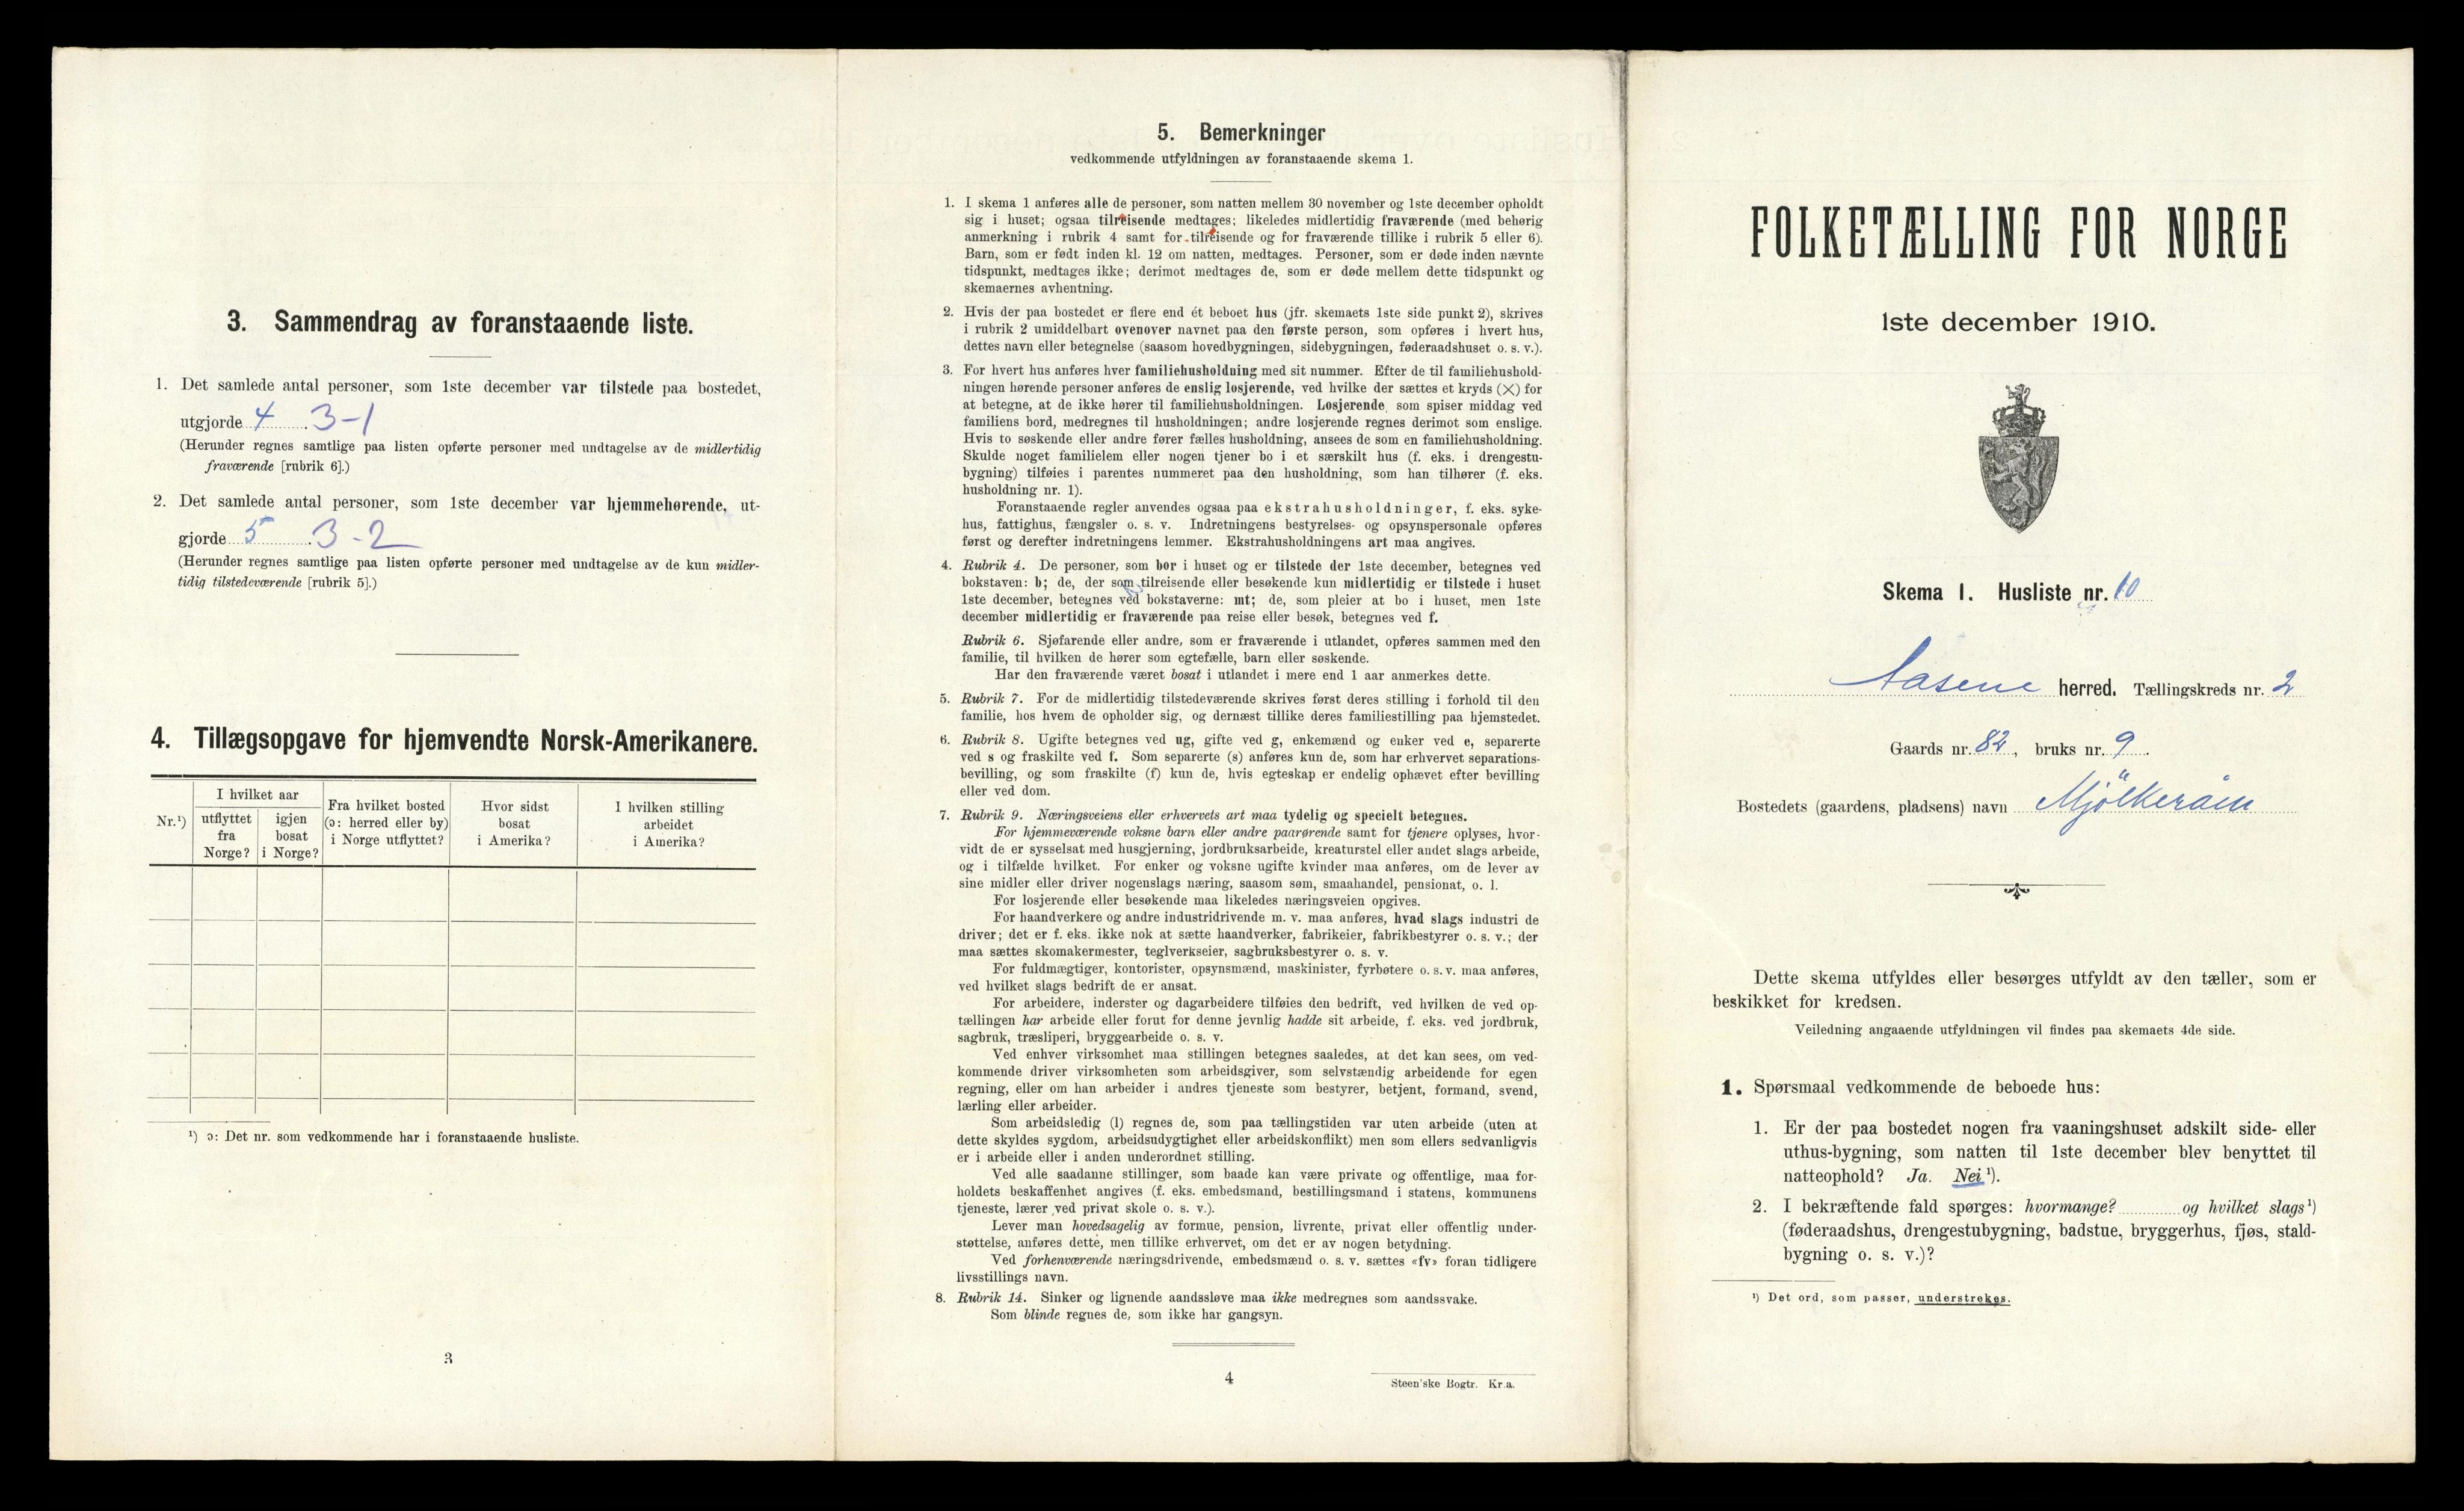 3. Sammendrag av foranstaaende liste.
1. Det samlede antal personer, som 1ste december var tilstede paa bostedet,
utgjorde 4 3-1
(Herunder regnes samtlige paa listen opførte personer med undtagelse av de midlertidig
fraværende [rubrik 6].)
2. Det samlede antal personer, som 1ste december var hjemmehørende, ut-
gjorde 5 3-2
(Herunder regnes samtlige paa listen opførte personer med undtagelse av de kun midler-
tidig tilstedeværende [rubrik 5].)
4. Tillægsopgave for hjemvendte Norsk-Amerikanere.
Nr.¹)
I hvilket aar
utflyttet
fra
Norge?
igjen
bosat
i Norge?
Fra hvilket bosted
(ɔ: herred eller by)
i Norge utflyttet?
Hvor sidst
bosat
i Amerika?
I hvilken stilling
arbeidet
i Amerika?
¹) ɔ: Det nr. som vedkommende har i foranstaaende husliste.
3
5. Bemerkninger
vedkommende utfyldningen av foranstaaende skema 1.
1. I skema 1 anføres alle de personer, som natten mellem 30 november og 1ste december opholdt
sig i huset; ogsaa tilreisende medtages; likeledes midlertidig fraværende (med behørig
anmerkning i rubrik 4 samt for tilreisende og for fraværende tillike i rubrik 5 eller 6).
Barn, som er født inden kl. 12 om natten, medtages. Personer, som er døde inden nævnte
tidspunkt, medtages ikke; derimot medtages de, som er døde mellem dette tidspunkt og
skemaernes avhentning.
2. Hvis der paa bostedet er flere end ét beboet hus (jfr. skemaets 1ste side punkt 2), skrives
i rubrik 2 umiddelbart ovenover navnet paa den første person, som opføres i hvert hus,
dettes navn eller betegnelse (saasom hovedbygningen, sidebygningen, føderaadshuset o. s. v.).
3. For hvert hus anføres hver familiehusholdning med sit nummer. Efter de til familiehushold-
ningen hørende personer anføres de enslig losjerende, ved hvilke der sættes et kryds (×) for
at betegne, at de ikke hører til familiehusholdningen. Losjerende som spiser middag ved
familiens bord, medregnes til husholdningen; andre losjerende regnes derimot som enslige.
Hvis to søskende eller andre fører fælles husholdning, ansees de som en familiehusholdning.
Skulde noget familielem eller nogen tjener bo i et særskilt hus (f. eks. i drengestu-
bygning) tilføies i parentes nummeret paa den husholdning, som han tilhører (f. eks.
husholdning nr. 1).
Foranstaaende regler anvendes ogsaa paa ekstrahusholdninger, f. eks. syke-
hus, fattighus, fængsler o. s. v. Indretningens bestyrelses- og opsynspersonale opføres
først og derefter indretningens lemmer. Ekstrahusholdningens art maa angives.
4. Rubrik 4. De personer, som bor i huset og er tilstede der 1ste december, betegnes ved
bokstaven: b; de, der som tilreisende eller besøkende kun midlertidig er tilstede i huset
1ste december, betegnes ved bokstaverne: mt; de, som pleier at bo i huset, men 1ste
december midlertidig er fraværende paa reise eller besøk, betegnes ved f.
Rubrik 6. Sjøfarende eller andre, som er fraværende i utlandet, opføres sammen med den
familie, til hvilken de hører som egtefælle, barn eller søskende.
Har den fraværende været bosat i utlandet i mere end 1 aar anmerkes dette.
5. Rubrik 7. For de midlertidig tilstedeværende skrives først deres stilling i forhold til den
familie, hos hvem de opholder sig, og dernæst tillike deres familiestilling paa hjemstedet.
6. Rubrik 8. Ugifte betegnes ved ug, gifte ved g, enkemænd og enker ved e, separerte
ved s og fraskilte ved f. Som separerte (s) anføres kun de, som har erhvervet separations-
bevilling, og som fraskilte (f) kun de, hvis egteskap er endelig ophævet efter bevilling
eller ved dom.
7. Rubrik 9. Næringsveiens eller erhvervets art maa tydelig og specielt betegnes.
For hjemmeværende voksne barn eller andre paarørende samt for tjenere oplyses, hvor-
vidt de er sysselsat med husgjerning, jordbruksarbeide, kreaturstel eller andet slags arbeide,
og i tilfælde hvilket. For enker og voksne ugifte kvinder maa anføres, om de lever av
sine midler eller driver nogenslags næring, saasom søm, smaahandel, pensionat, o. l.
For losjerende eller besøkende maa likeledes næringsveien opgives.
For haandverkere og andre industridrivende m. v. maa anføres, hvad slags industri de
driver; det er f. eks. ikke nok at sætte haandverker, fabrikeier, fabrikbestyrer o. s. v.; der
maa sættes skomakermester, teglverkseier, sagbruksbestyrer o. s. v.
For fuldmægtiger, kontorister, opsynsmænd, maskinister, fyrbøtere o. s. v. maa anføres,
ved hvilket slags bedrift de er ansat.
For arbeidere, inderster og dagarbeidere tilføies den bedrift, ved hvilken de ved op-
tællingen har arbeide eller forut for denne jevnlig hadde sit arbeide, f. eks. ved jordbruk,
sagbruk, træsliperi, bryggearbeide o. s. v.
Ved enhver virksomhet maa stillingen betegnes saaledes, at det kan sees, om ved-
kommende driver virksomheten som arbeidsgiver, som selvstændig arbeidende for egen
regning, eller om han arbeider i andres tjeneste som bestyrer, betjent, formand, svend,
lærling eller arbeider.
Som arbeidsledig (l) regnes de, som paa tællingstiden var uten arbeide (uten at
dette skyldes sygdom, arbeidsudygtighet eller arbeidskonflikt) men som ellers sedvanligvis
er i arbeide eller i anden underordnet stilling.
Ved alle saadanne stillinger, som baade kan være private og offentlige, maa for-
holdets beskaffenhet angives (f. eks. embedsmand, bestillingsmand i statens, kommunens
tjeneste, lærer ved privat skole o. s. v.).
Lever man hovedsagelig av formue, pension, livrente, privat eller offentlig under-
støttelse, anføres dette, men tillike erhvervet, om det er av nogen betydning.
Ved forhenværende næringsdrivende, embedsmænd o. s. v. sættes «fv» foran tidligere
livsstillings navn.
8. Rubrik 14. Sinker og lignende aandssløve maa ikke medregnes som aandssvake.
Som blinde regnes de, som ikke har gangsyn.
4
Steen'ske Bogtr. Kr.a.
FOLKETÆLLING FOR NORGE
1ste december 1910.
Skema 1. Husliste nr. 10
Aasene herred. Tællingskreds nr. 2
Gaards nr. 82, bruks nr. 9.
Bostedets (gaardens, pladsens) navn Mjölkeråen
Dette skema utfyldes eller besørges utfyldt av den tæller, som er
beskikket for kredsen.
Veiledning angaaende utfyldningen vil findes paa skemaets 4de side.
1. Spørsmaal vedkommende de beboede hus:
1. Er der paa bostedet nogen fra vaaningshuset adskilt side- eller
uthus-bygning, som natten til 1ste december blev benyttet til
natteophold? Ja. Nei¹).
2. I bekræftende fald spørges: hvormange? og hvilket slags¹)
(føderaadshus, drengestubygning, badstue, bryggerhus, fjøs, stald-
bygning o. s. v.)?
¹) Det ord, som passer, understrekes.